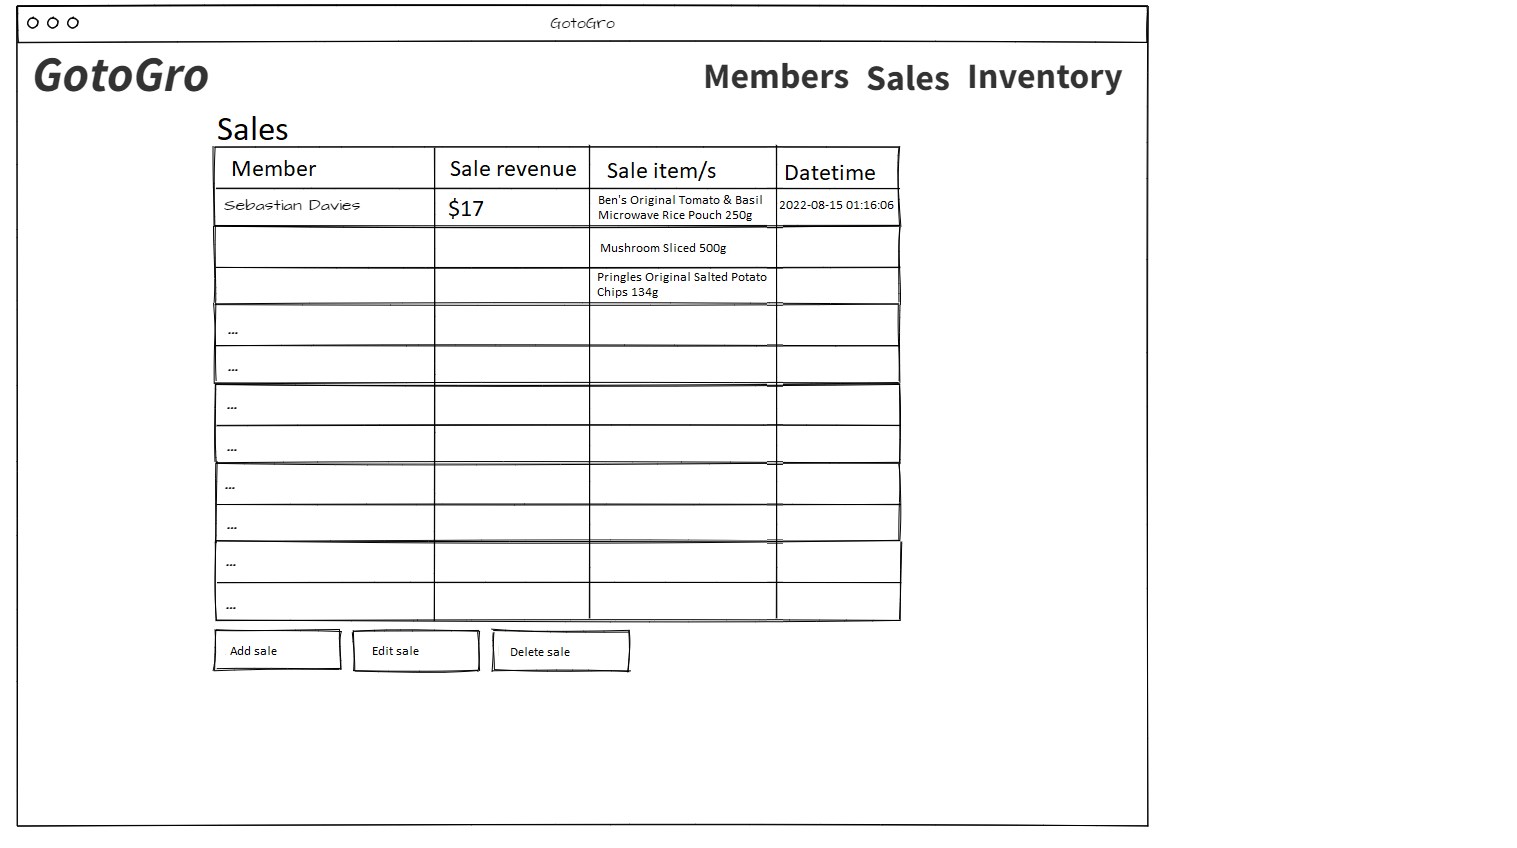 GotoGro
GotoGro
Members Sales Inventory
Sales
Member Sale revenue Sale item/s Datetime
Sebastian Davies $17 Ben's Original Tomato & Basil 2022-08-15 01:16:06
Microwave Rice Pouch 250g
Mushroom Sliced 500g
Pringles Original Salted Potato
Chips 134g
...
...
...
...
...
...
...
...
Add sale Edit sale Delete sale